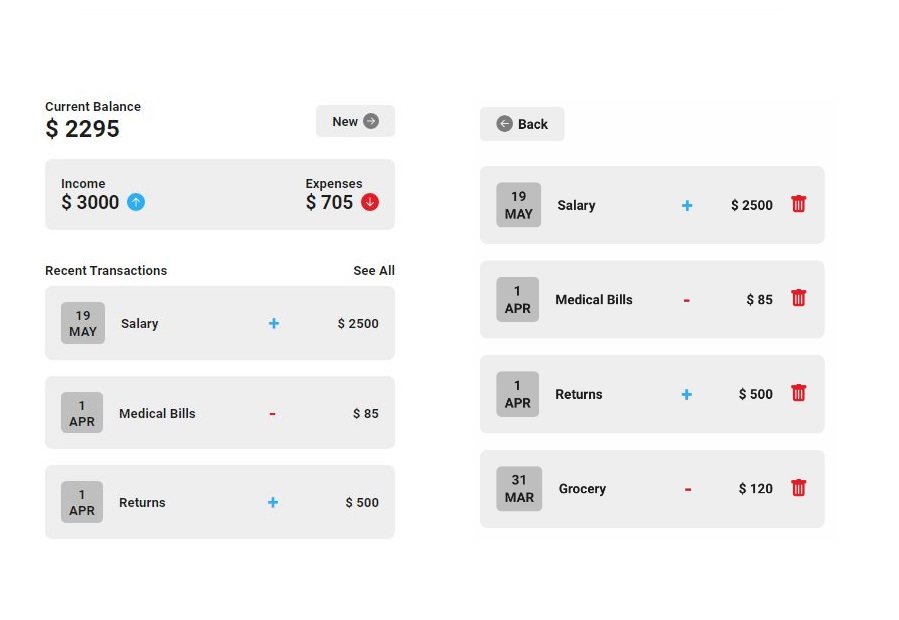 Current Balance
$ 2295
New
Income
$ 3000
Expenses
$ 705
Recent Transactions
See All
19
MAY
Salary
+
$ 2500
1
APR
Medical Bills
-
$ 85
1
APR
Returns
+
$ 500
Back
19
MAY
Salary
+
$ 2500
1
APR
Medical Bills
-
$ 85
1
APR
Returns
+
$ 500
31
MAR
Grocery
-
$ 120